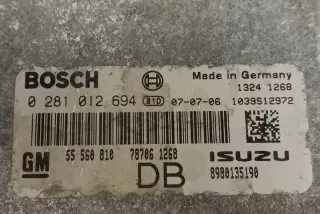 BOSCH Made in Germany
1324 1268
0 281 012 694 810 07-07-06 1039S12972
GM 55 560 810 78706 1268 ISUZU
DB 8980135190